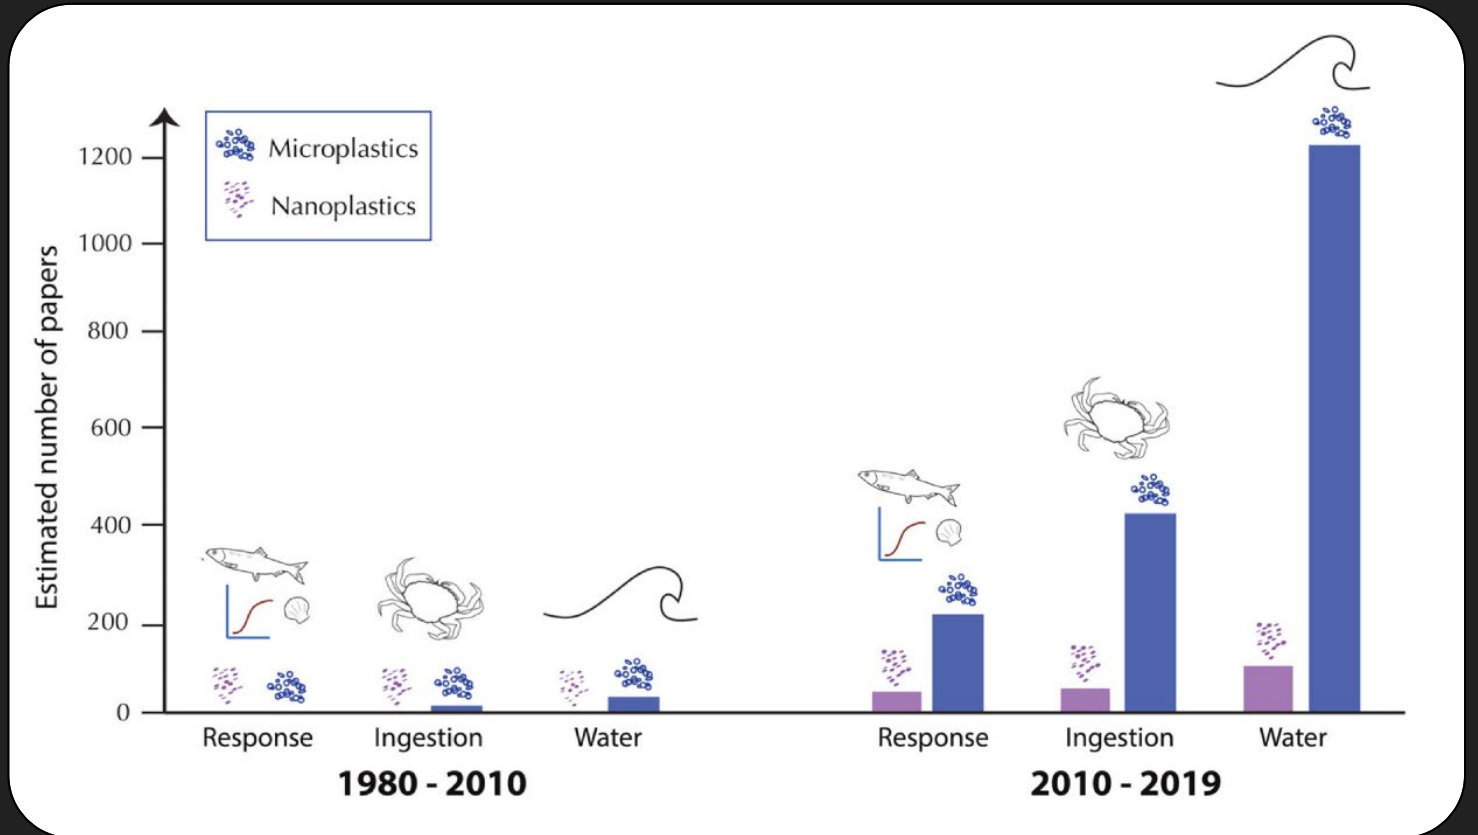 Microplastics
Nanoplastics
Estimated number of papers
1200
1000
800
600
400
200
0
Response Ingestion Water Response Ingestion Water
1980 - 2010 2010 - 2019